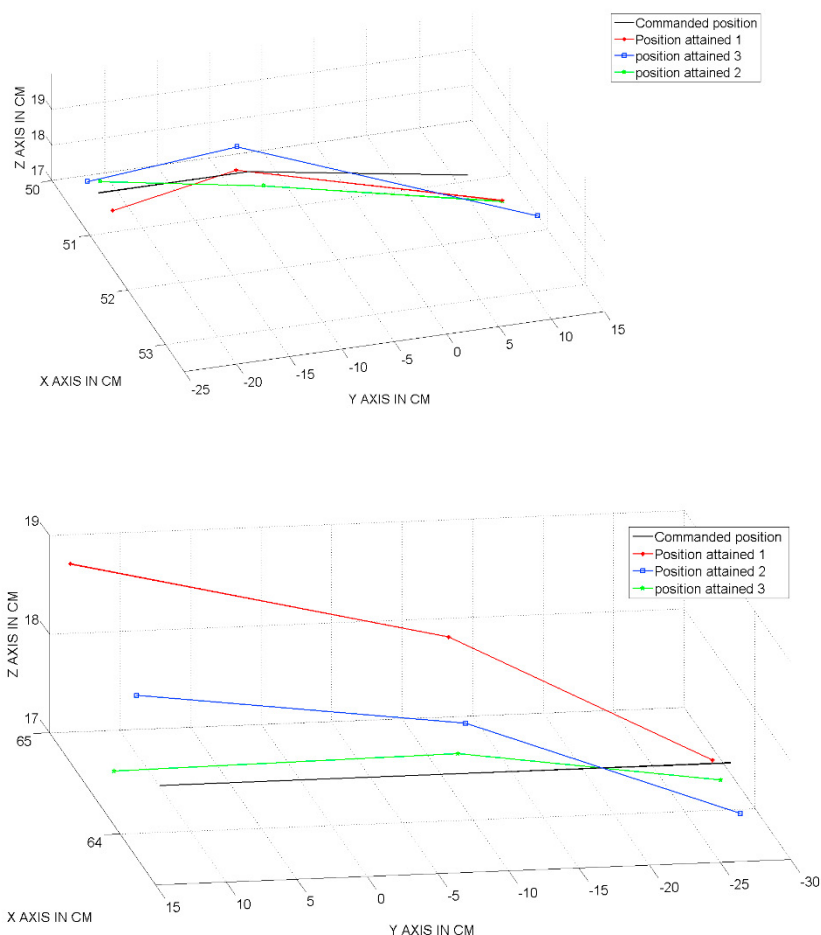 Commanded position
Position attained 1
position attained 3
position attained 2
Z AXIS IN CM
19
18
17
50
51
52
53
X AXIS IN CM
-25
-20
-15
-10
-5
0
5
10
15
Y AXIS IN CM
Commanded position
Position attained 1
Position attained 2
position attained 3
Z AXIS IN CM
19
18
17
65
64
X AXIS IN CM
15
10
5
0
-5
-10
-15
-20
-25
-30
Y AXIS IN CM